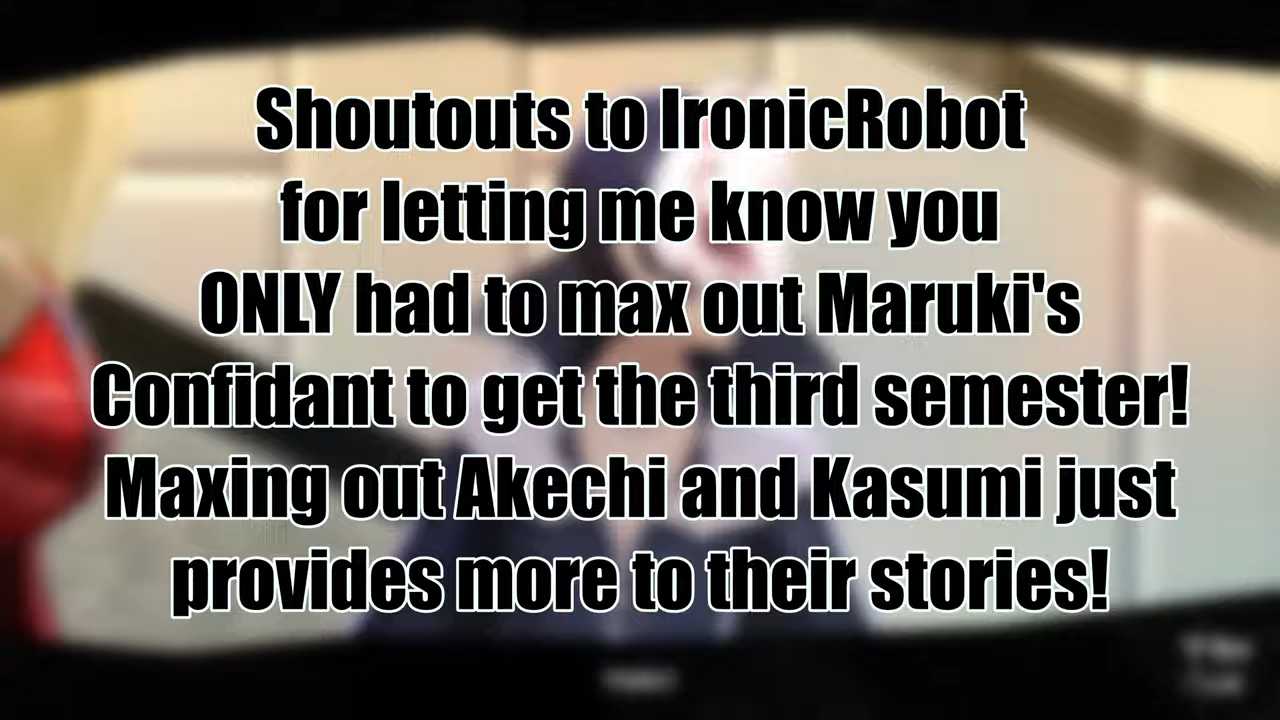 Shoutouts to IronicRobot
for letting me know you
ONLY had to max out Maruki's
Confidant to get the third semester!
Maxing out Akechi and Kasumi just
provides more to their stories!